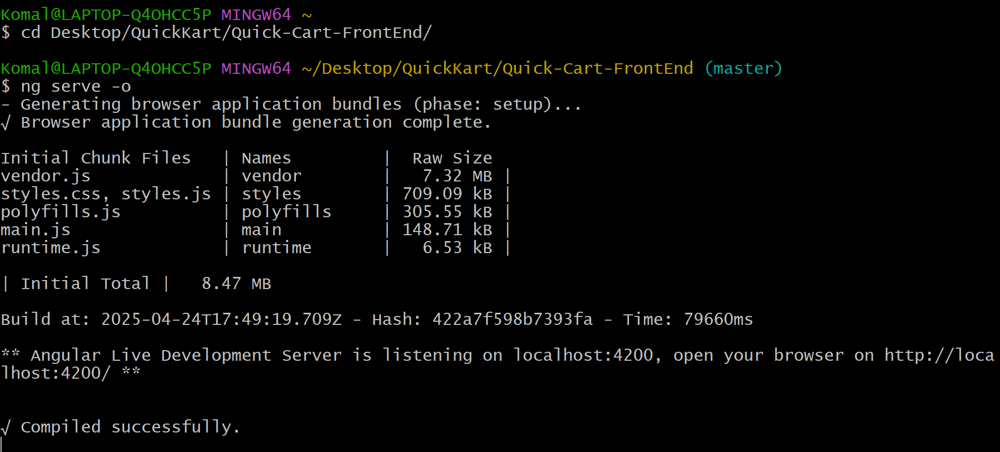 Komal@LAPTOP-Q4OHCC5P MINGW64 ~
$ cd Desktop/QuickKart/Quick-Cart-FrontEnd/
Komal@LAPTOP-Q4OHCC5P MINGW64 ~/Desktop/QuickKart/Quick-Cart-FrontEnd (master)
$ ng serve -o
- Generating browser application bundles (phase: setup)...
√ Browser application bundle generation complete.
Initial Chunk Files   | Names         |  Raw Size
vendor.js             | vendor        |   7.32 MB |
styles.css, styles.js | styles        | 709.09 kB |
polyfills.js          | polyfills     | 305.55 kB |
main.js               | main          | 148.71 kB |
runtime.js            | runtime       |   6.53 kB |
| Initial Total |   8.47 MB
Build at: 2025-04-24T17:49:19.709Z - Hash: 422a7f598b7393fa - Time: 79660ms
** Angular Live Development Server is listening on localhost:4200, open your browser on http://loca
lhost:4200/ **
√ Compiled successfully.